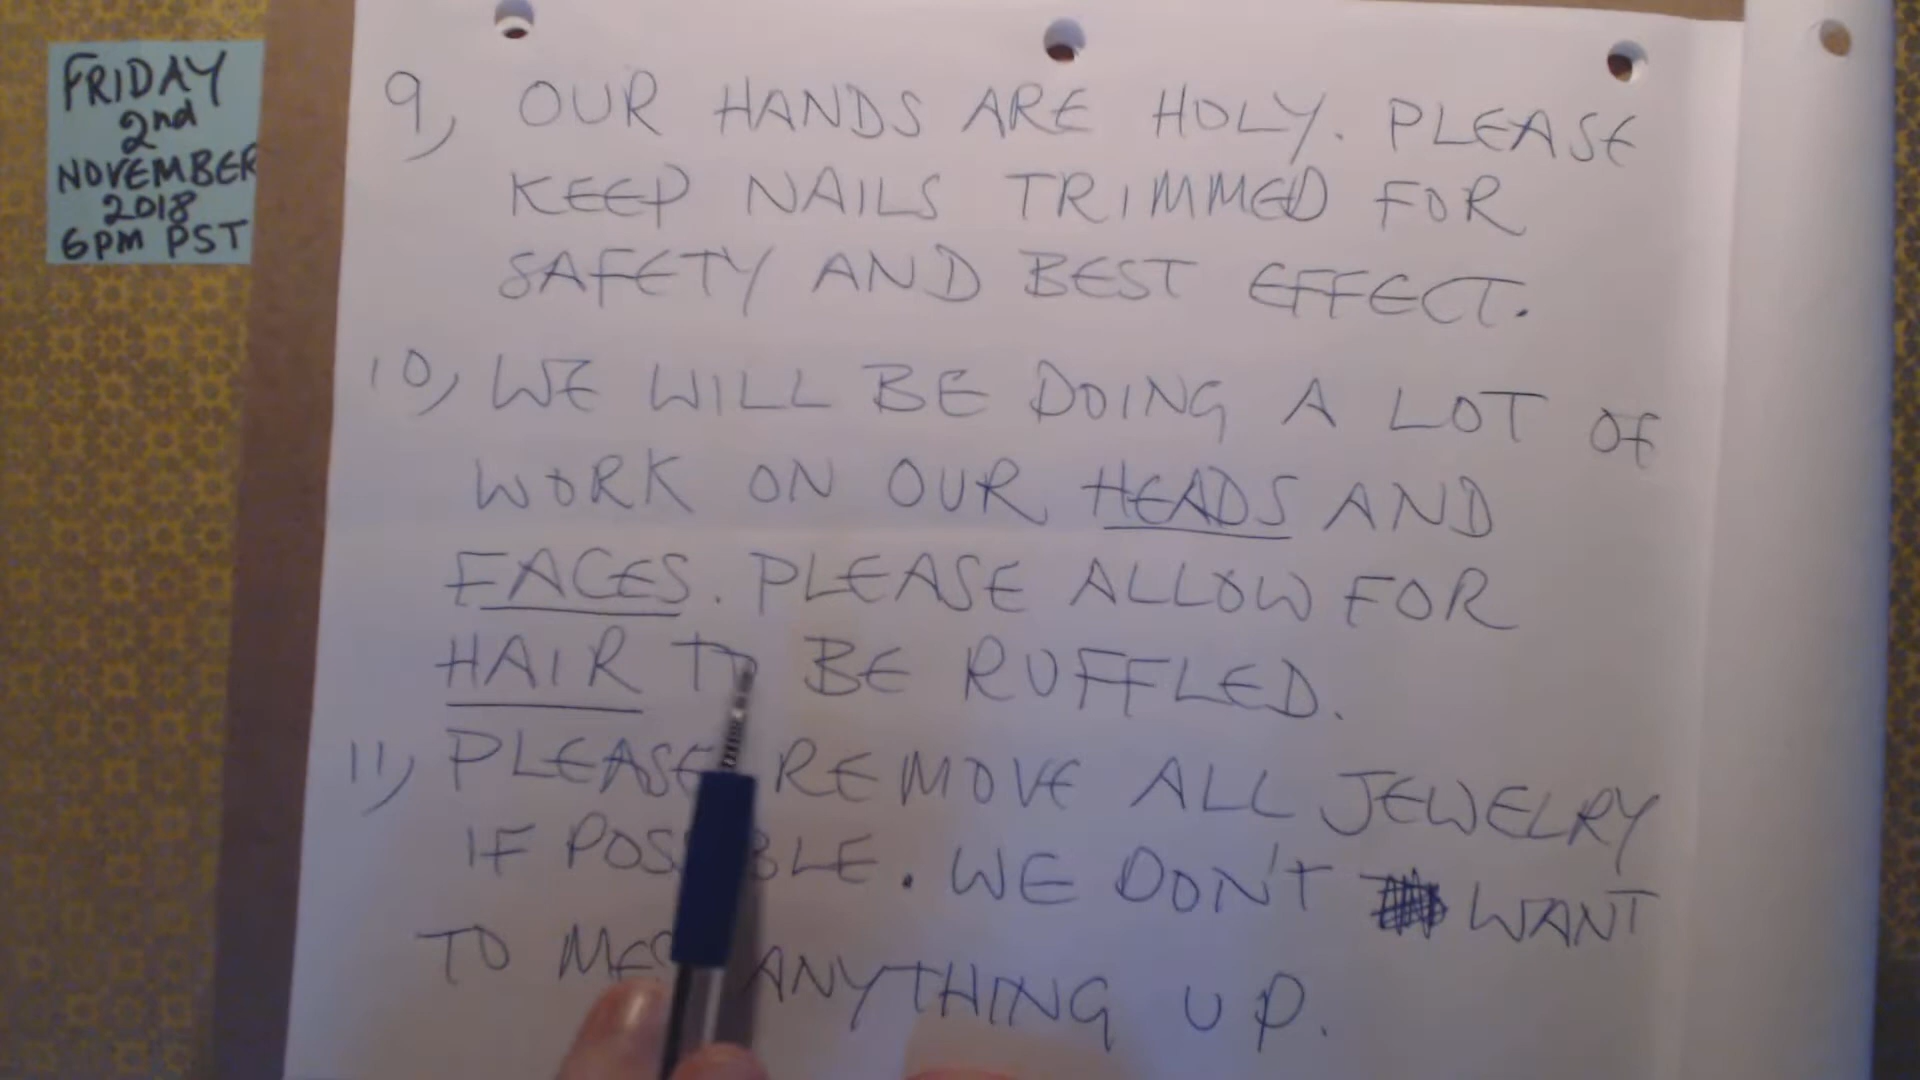 FRIDAY
2nd
NOVEMBER
2018
6PM PST
9, OUR HANDS ARE HOLY. PLEASE
KEEP NAILS TRIMMED FOR
SAFETY AND BEST EFFECT.
10, WE WILL BE DOING A LOT OF
WORK ON OUR HEADS AND
FACES. PLEASE ALLOW FOR
HAIR TO BE RUFFLED.
11, PLEASE REMOVE ALL JEWELRY
IF . WE DON'T WANT
TO ANYTHING UP.